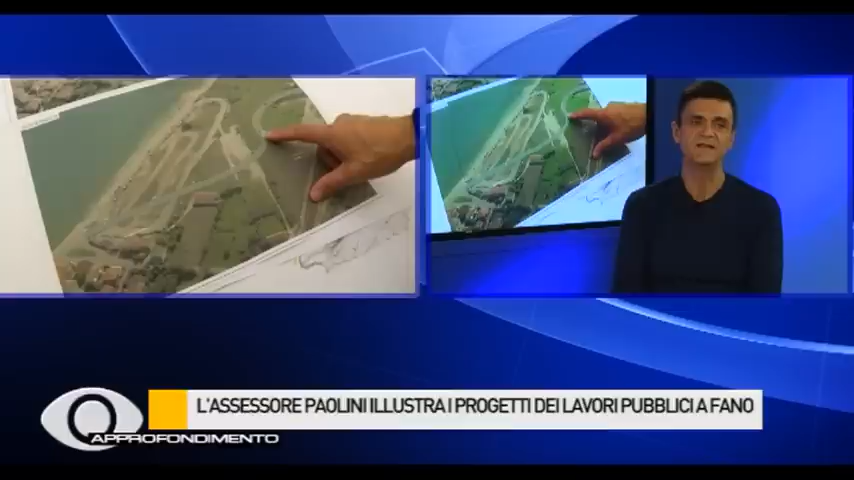 L'ASSESSORE PAOLINI ILLUSTRA I PROGETTI DEI LAVORI PUBBLICI A FANO
APPROFONDIMENTO